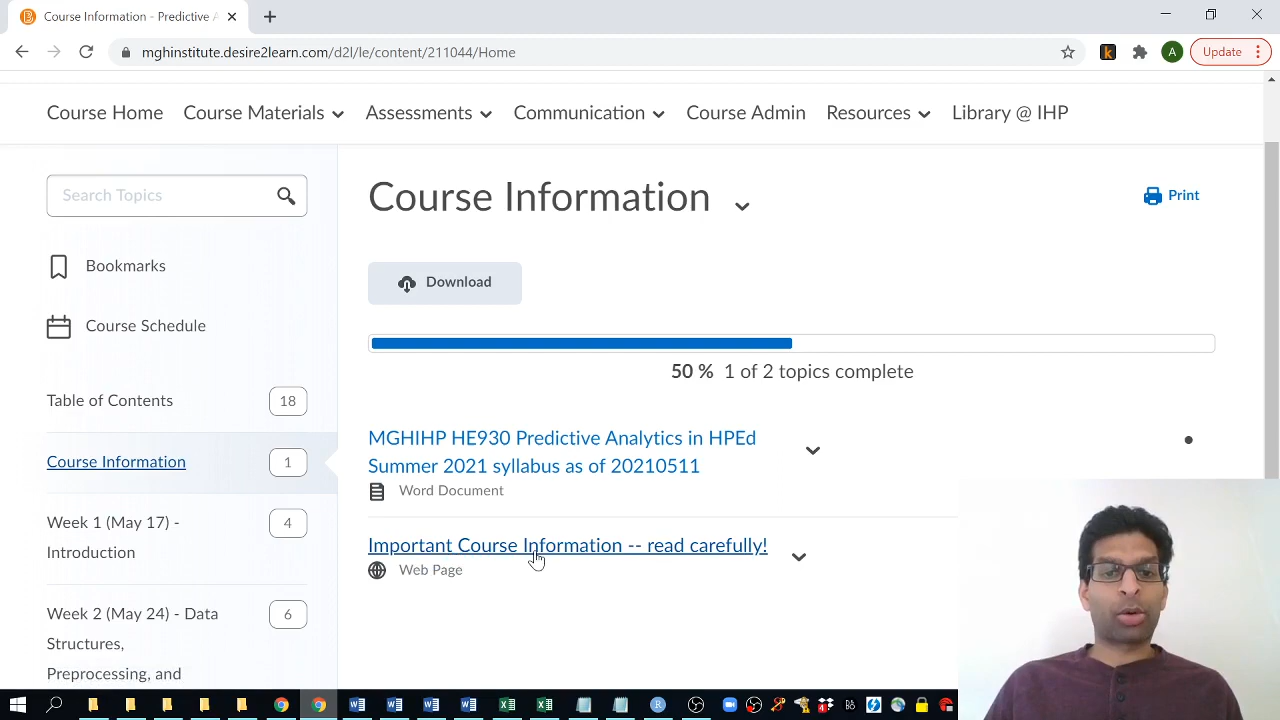 Course Information - Predictive A
mghinstitute.desire2learn.com/d2l/le/content/211044/Home
k
A
Update
Course Home Course Materials Assessments Communication Course Admin Resources Library @ IHP
Search Topics
Course Information
Print
Bookmarks
Download
Course Schedule
50 % 1 of 2 topics complete
Table of Contents 18
MGHIHP HE930 Predictive Analytics in HPEd
Summer 2021 syllabus as of 20210511
Word Document
Course Information 1
Week 1 (May 17) -
Introduction
4
Important Course Information -- read carefully!
Web Page
Week 2 (May 24) - Data
Structures,
Preprocessing, and
6